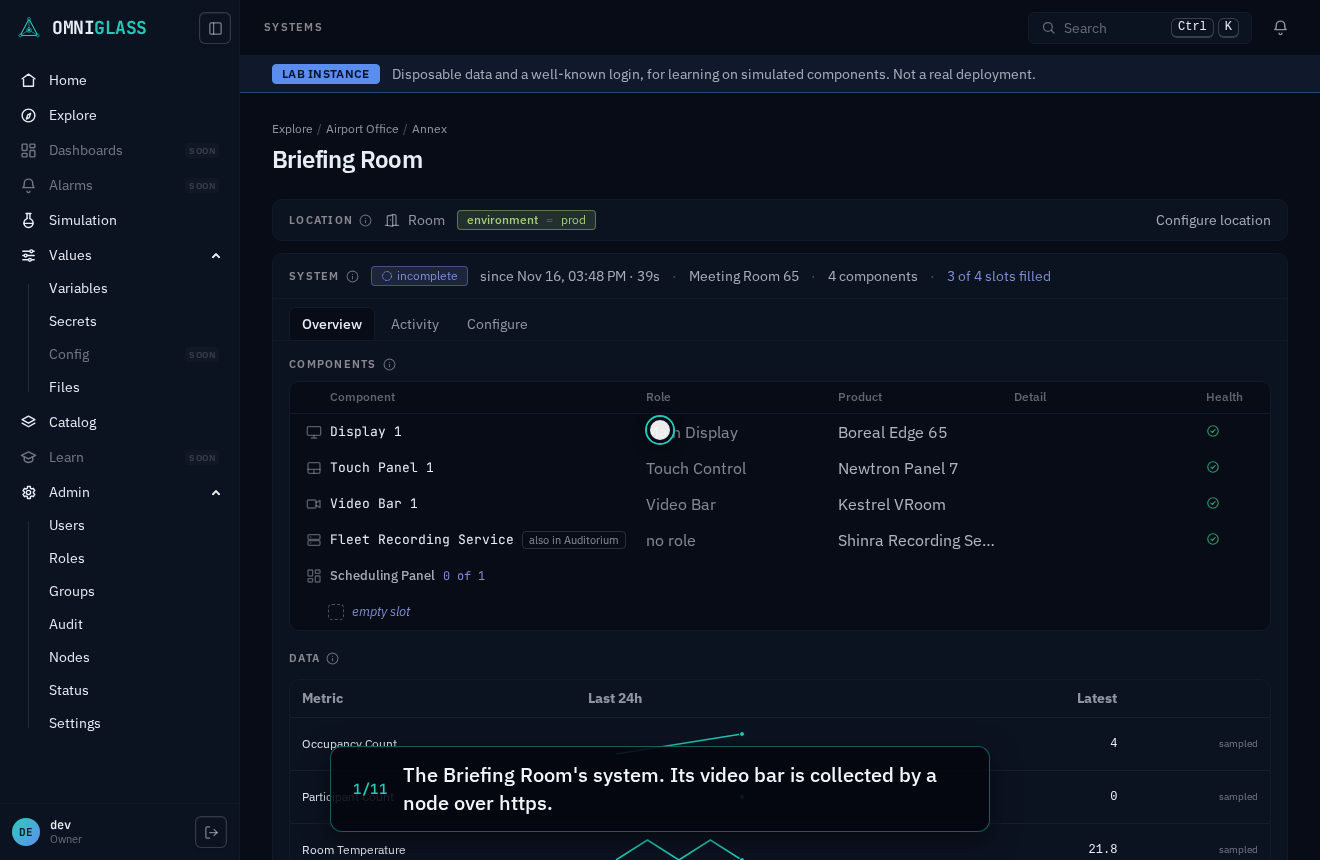 OMNIGLASS
SYSTEMS
Search
Ctrl K
LAB INSTANCE Disposable data and a well-known login, for learning on simulated components. Not a real deployment.
Home
Explore
Dashboards SOON
Alarms SOON
Simulation
Values
Variables
Secrets
Config SOON
Files
Catalog
Learn SOON
Admin
Users
Roles
Groups
Audit
Nodes
Status
Settings
DE dev
Owner
Explore / Airport Office / Annex
Briefing Room
LOCATION Room environment = prod Configure location
SYSTEM incomplete since Nov 16, 03:48 PM · 39s · Meeting Room 65 · 4 components · 3 of 4 slots filled
Overview Activity Configure
COMPONENTS
Component Role Product Detail Health
Display 1 Display Boreal Edge 65
Touch Panel 1 Touch Control Newtron Panel 7
Video Bar 1 Video Bar Kestrel VRoom
Fleet Recording Service also in Auditorium no role Shinra Recording Se...
Scheduling Panel 0 of 1
empty slot
DATA
Metric Last 24h Latest
Occupancy Count 4 sampled
Participant Count 0 sampled
Room Temperature 21.8 sampled
1/11 The Briefing Room's system. Its video bar is collected by a
node over https.